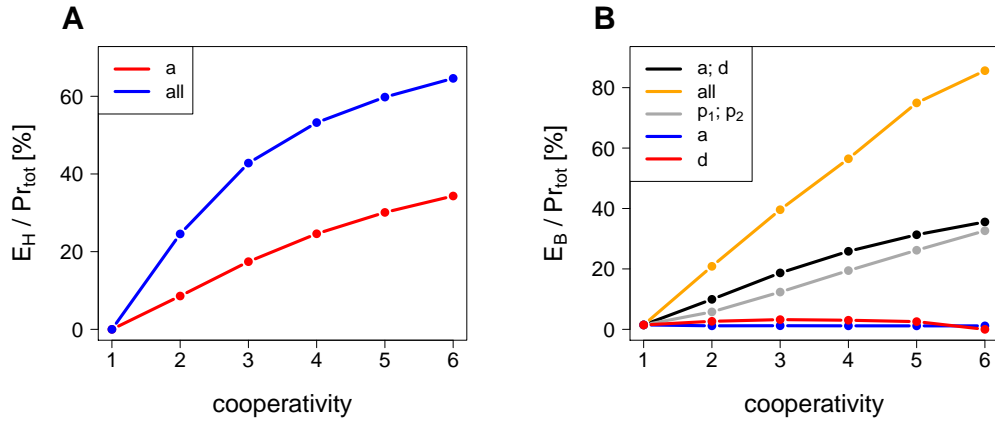 A
a
all
E_H / Pr_tot [%]
60
40
20
0
1 2 3 4 5 6
cooperativity
B
a; d
all
p_1; p_2
a
d
E_B / Pr_tot [%]
80
60
40
20
0
1 2 3 4 5 6
cooperativity